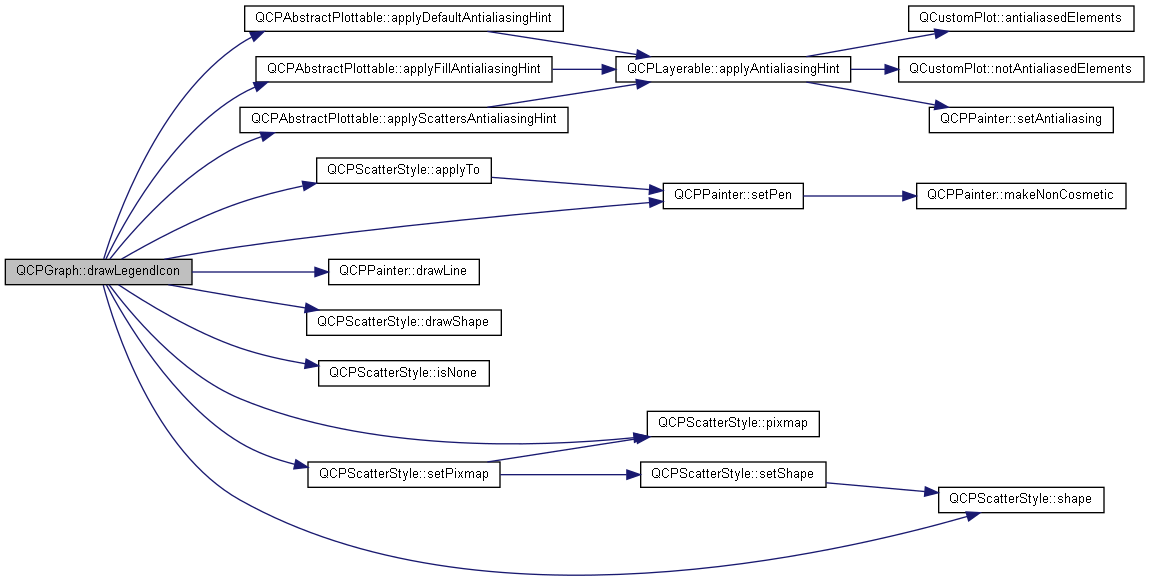 QCPAbstractPlottable::applyDefaultAntialiasingHint
QCustomPlot::antialiasedElements
QCPAbstractPlottable::applyFillAntialiasingHint
QCPLayerable::applyAntialiasingHint
QCustomPlot::notAntialiasedElements
QCPAbstractPlottable::applyScattersAntialiasingHint
QCPPainter::setAntialiasing
QCPScatterStyle::applyTo
QCPPainter::setPen
QCPPainter::makeNonCosmetic
QCPGraph::drawLegendIcon
QCPPainter::drawLine
QCPScatterStyle::drawShape
QCPScatterStyle::isNone
QCPScatterStyle::pixmap
QCPScatterStyle::setPixmap
QCPScatterStyle::setShape
QCPScatterStyle::shape